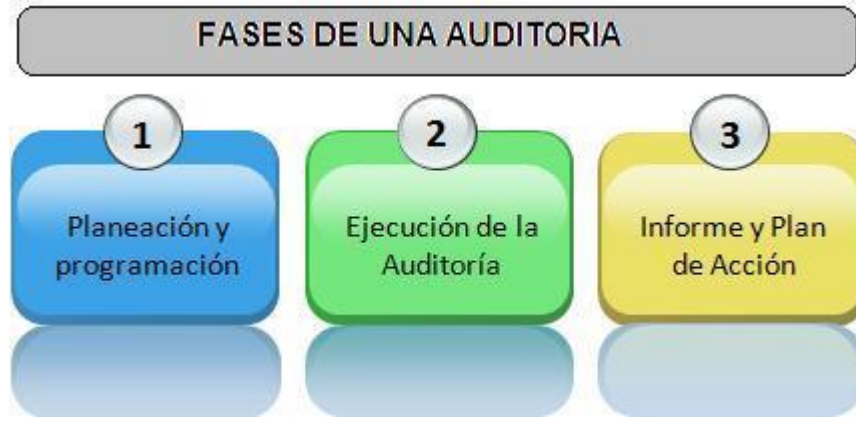 FASES DE UNA AUDITORIA
1
Planeación y
programación
2
Ejecución de la
Auditoría
3
Informe y Plan
de Acción